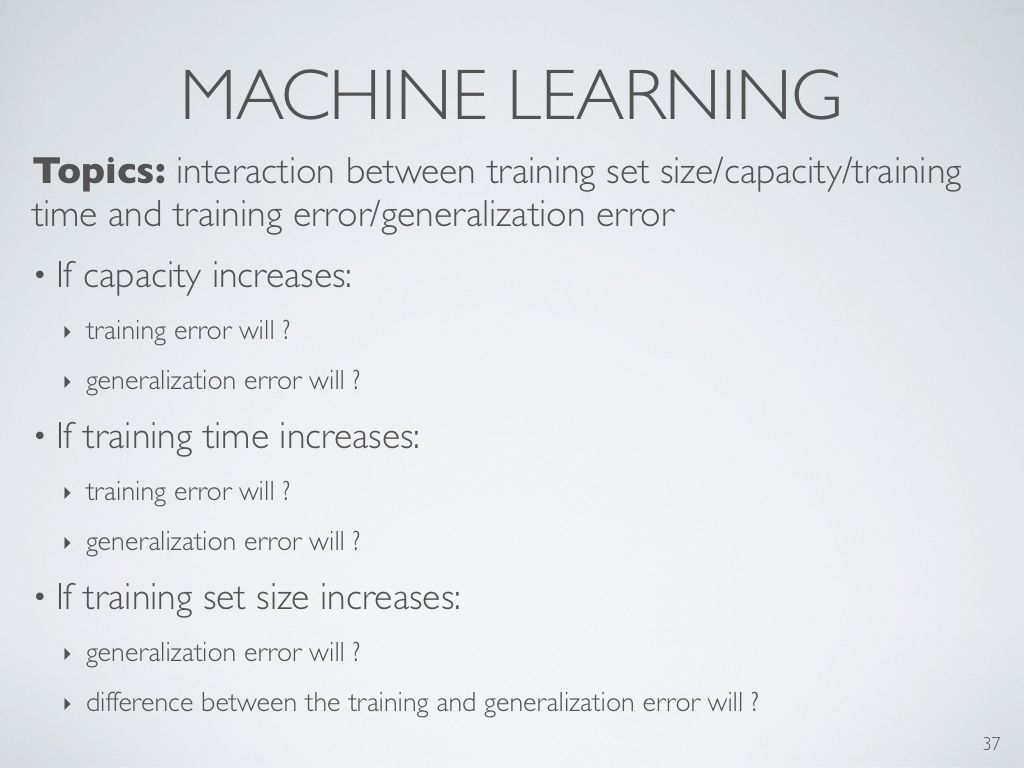 MACHINE LEARNING
Topics: interaction between training set size/capacity/training
time and training error/generalization error
• If capacity increases:
‣ training error will ?
‣ generalization error will ?
• If training time increases:
‣ training error will ?
‣ generalization error will ?
• If training set size increases:
‣ generalization error will ?
‣ difference between the training and generalization error will ?
37